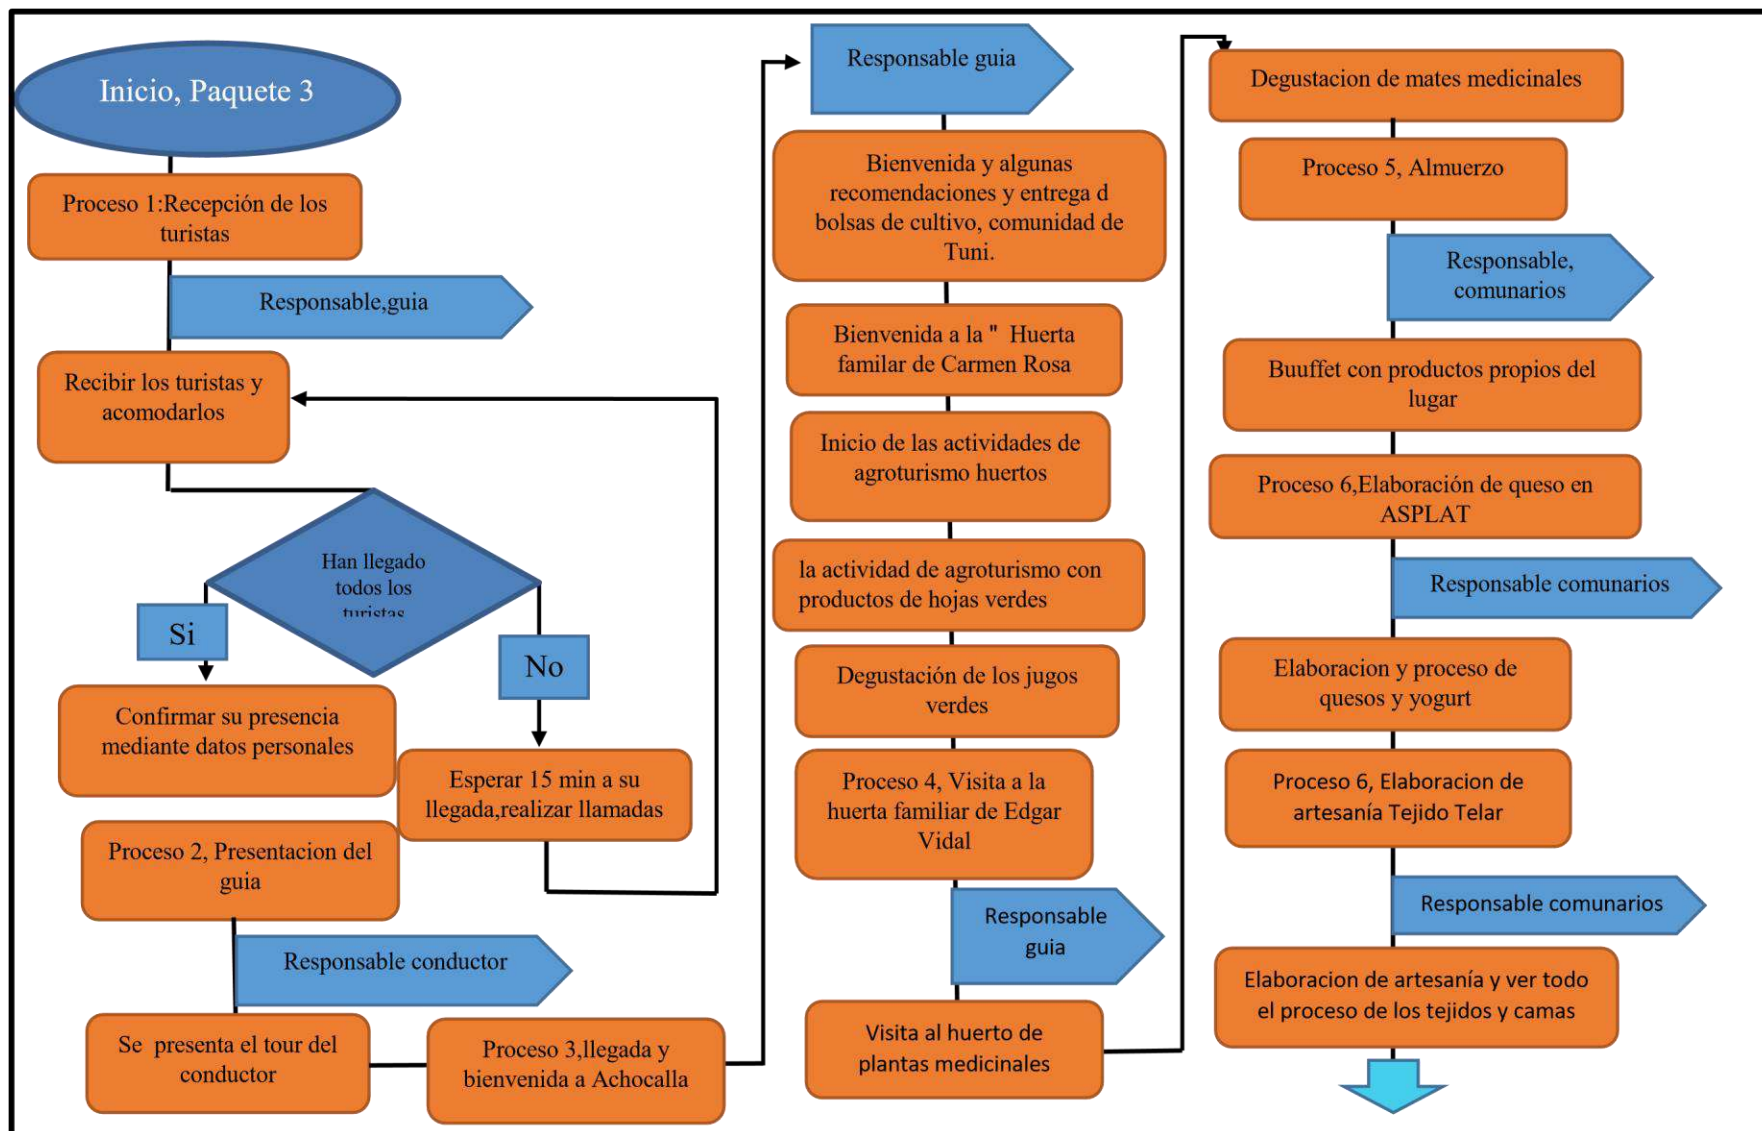 Inicio, Paquete 3
Proceso 1:Recepción de los
turistas
Responsable,guia
Recibir los turistas y
acomodarlos
Han llegado
todos los
turistas
Si
No
Confirmar su presencia
mediante datos personales
Esperar 15 min a su
llegada,realizar llamadas
Proceso 2, Presentacion del
guia
Responsable conductor
Se presenta el tour del
conductor
Proceso 3,llegada y
bienvenida a Achocalla
Responsable guia
Bienvenida y algunas
recomendaciones y entrega d
bolsas de cultivo, comunidad de
Tuni.
Bienvenida a la " Huerta
familar de Carmen Rosa
Inicio de las actividades de
agroturismo huertos
la actividad de agroturismo con
productos de hojas verdes
Degustación de los jugos
verdes
Proceso 4, Visita a la
huerta familiar de Edgar
Vidal
Responsable
guia
Visita al huerto de
plantas medicinales
Degustacion de mates medicinales
Proceso 5, Almuerzo
Responsable,
comunarios
Buuffet con productos propios del
lugar
Proceso 6,Elaboración de queso en
ASPLAT
Responsable comunarios
Elaboracion y proceso de
quesos y yogurt
Proceso 6, Elaboracion de
artesanía Tejido Telar
Responsable comunarios
Elaboracion de artesanía y ver todo
el proceso de los tejidos y camas